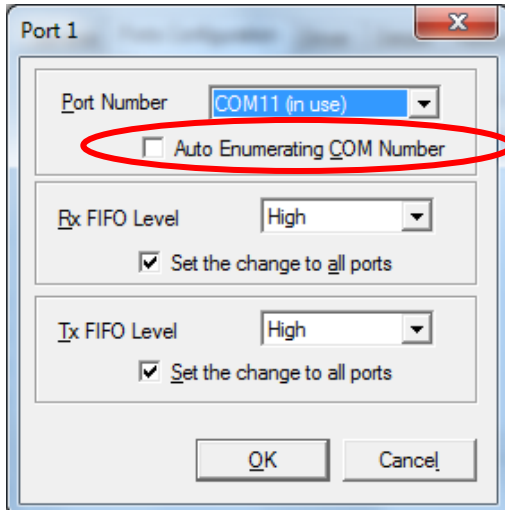 Port 1
Port Number COM11 (in use)
Auto Enumerating COM Number
Rx FIFO Level High
Set the change to all ports
Tx FIFO Level High
Set the change to all ports
OK Cancel